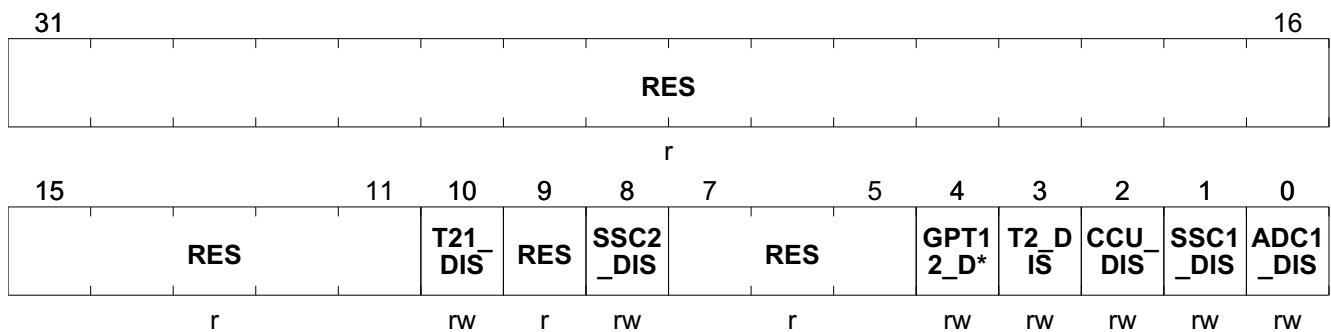 31 16
RES
r
15 11 10 9 8 7 5 4 3 2 1 0
RES T21_ RES SSC2 RES GPT1 T2_D CCU_ SSC1 ADC1
DIS _DIS 2_D* IS DIS _DIS _DIS
r rw r rw r rw rw rw rw rw